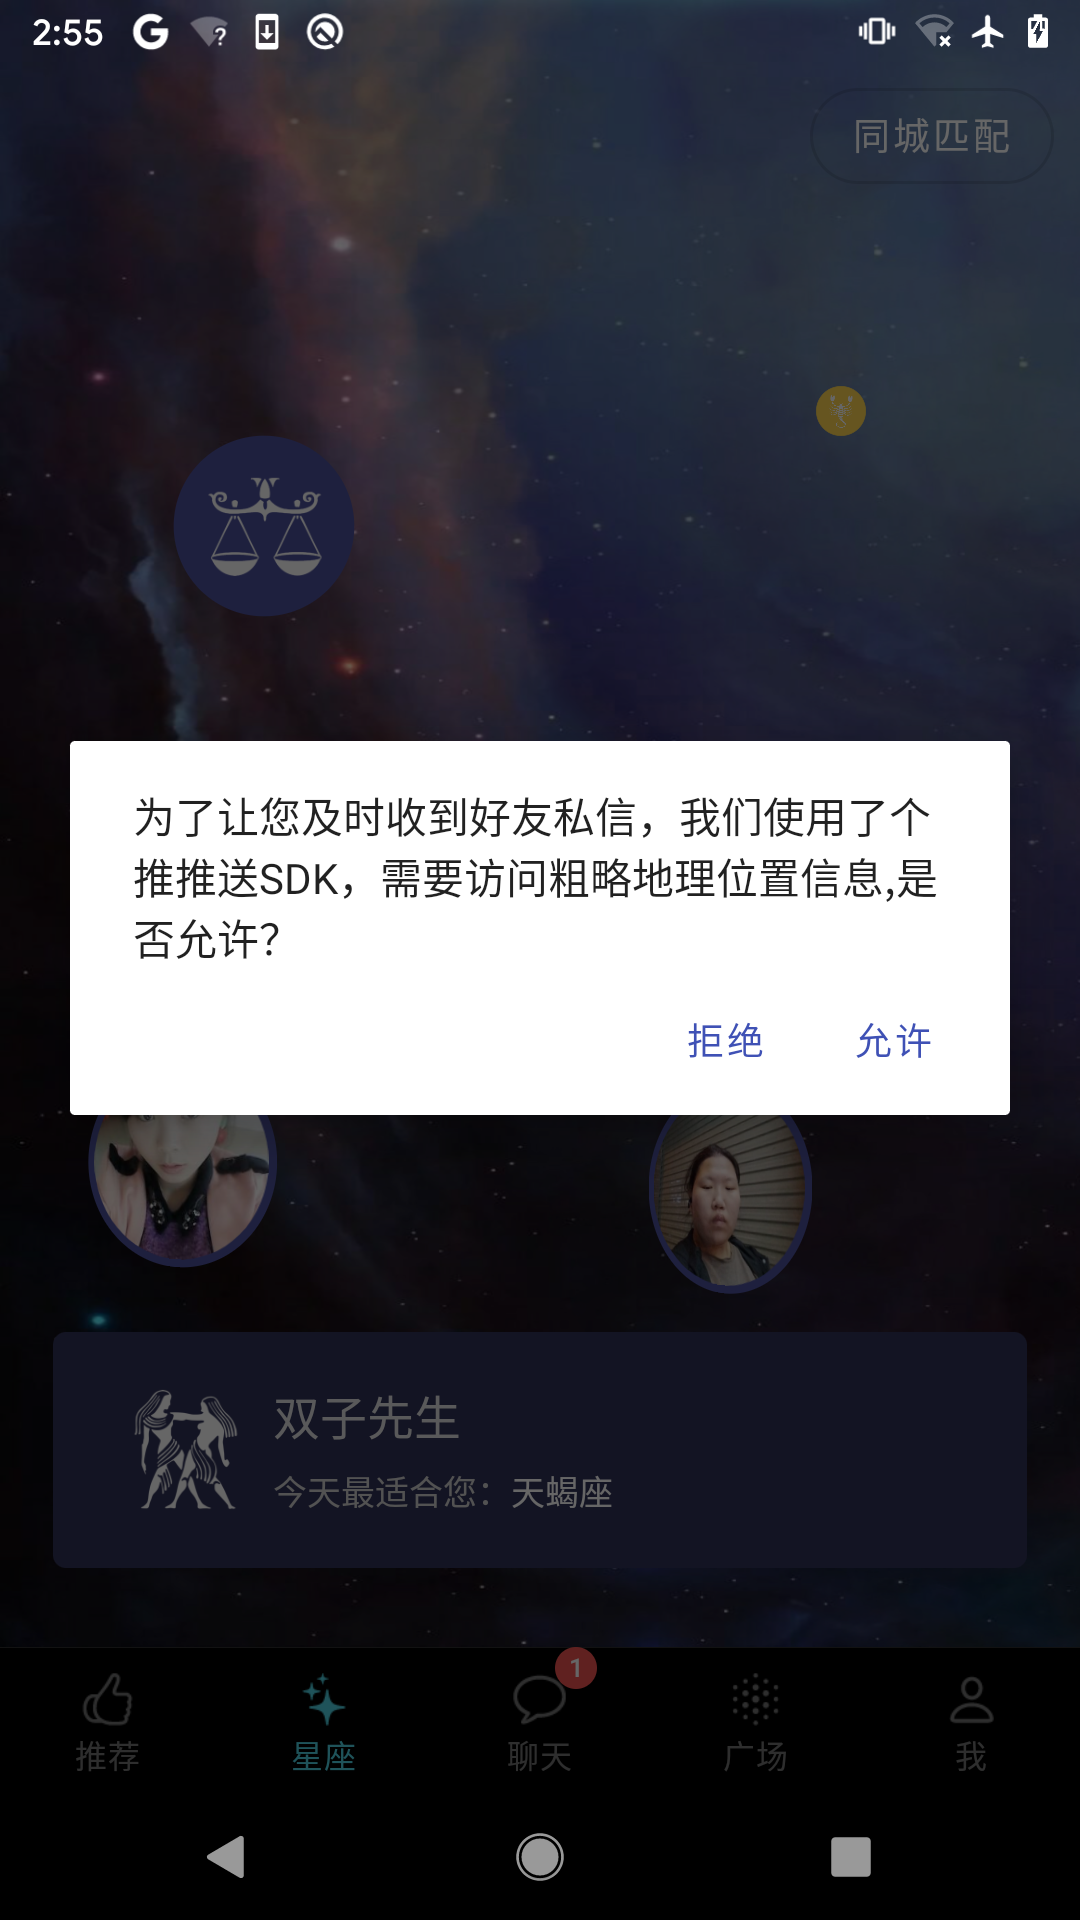 2:55
同城匹配
为了让您及时收到好友私信，我们使用了个
推推送SDK，需要访问粗略地理位置信息,是
否允许？
拒绝
允许
双子先生
今天最适合您：天蝎座
1
推荐
星座
聊天
广场
我